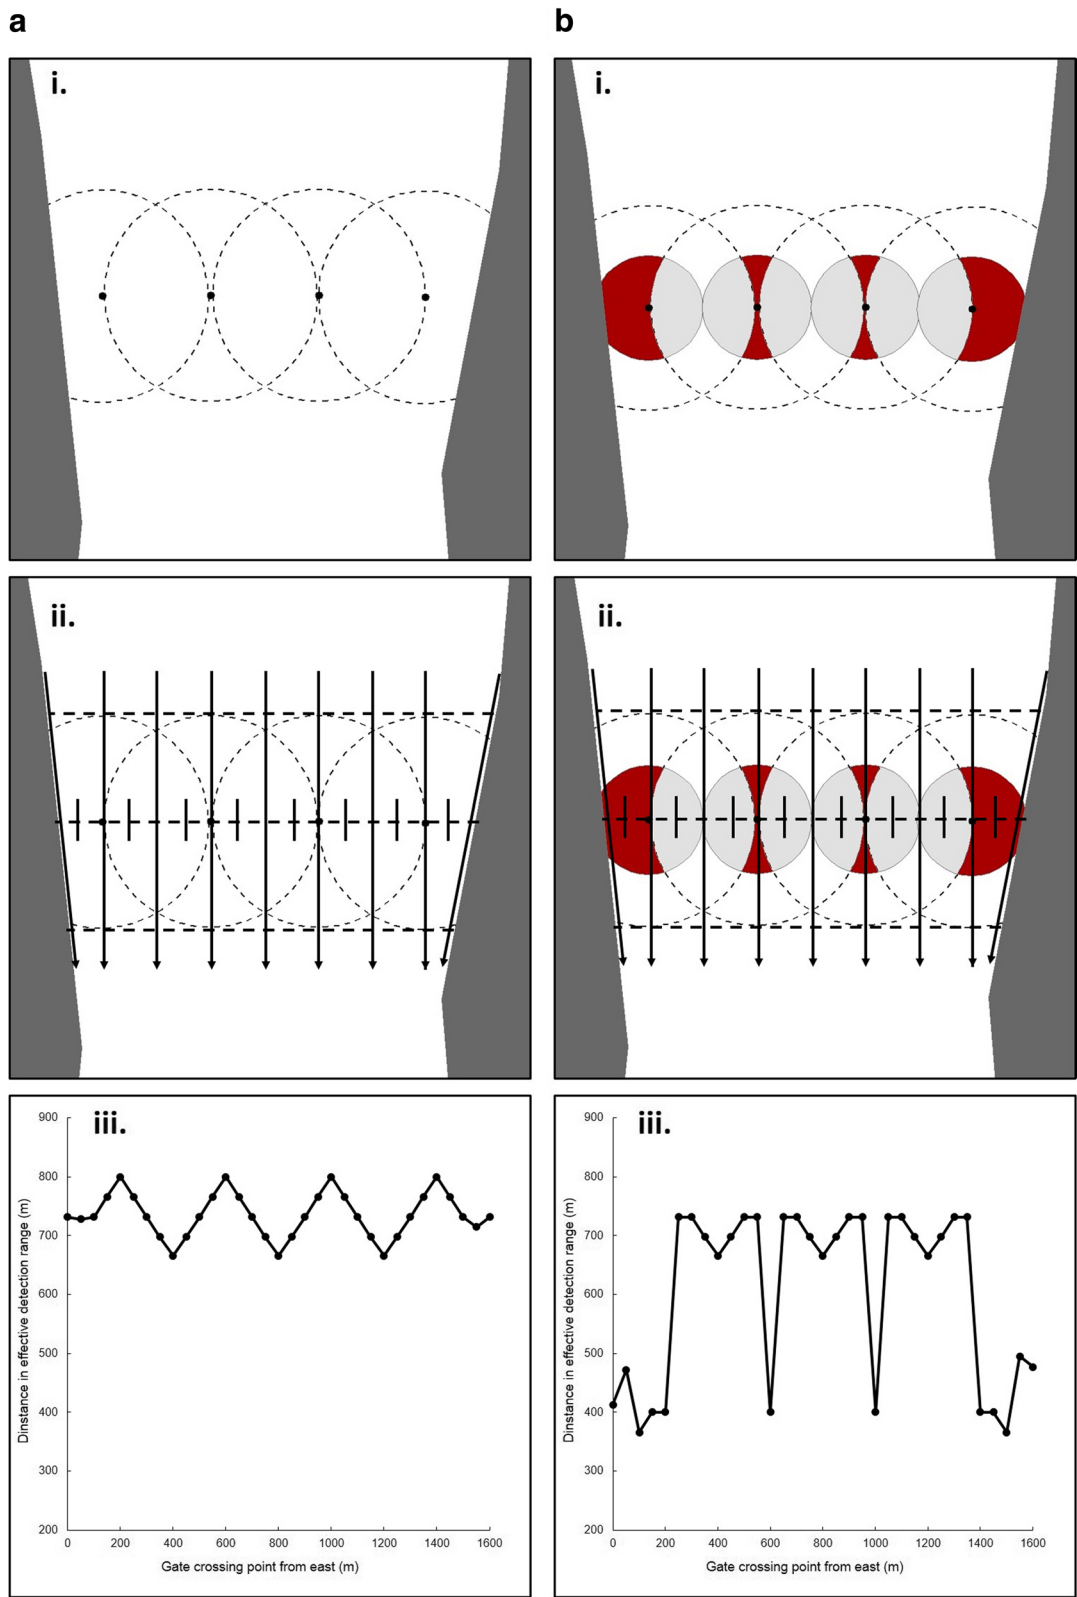 a
b
i.
i.
ii.
ii.
iii.
900
800
700
600
500
400
300
200
Dinstance in effective detection range (m)
0 200 400 600 800 1000 1200 1400 1600
Gate crossing point from east (m)
iii.
900
800
700
600
500
400
300
200
Dinstance in effective detection range (m)
0 200 400 600 800 1000 1200 1400 1600
Gate crossing point from east (m)